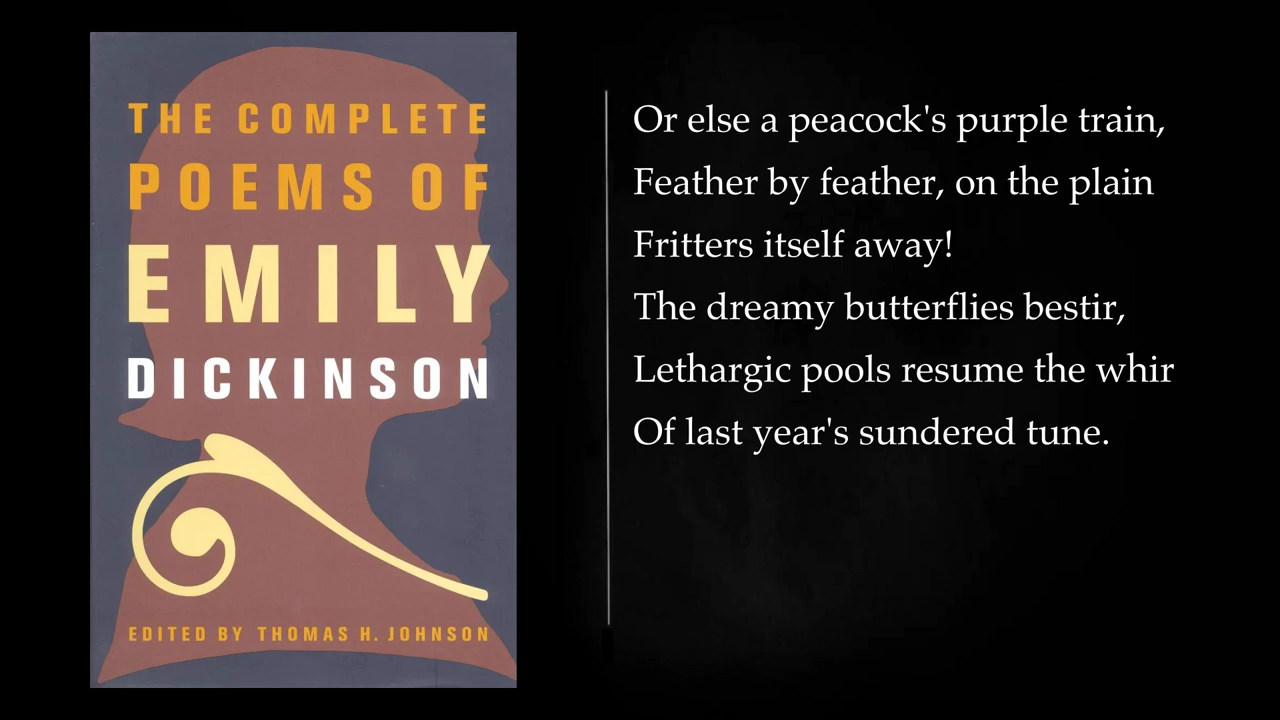 THE COMPLETE
POEMS OF
EMILY
DICKINSON
EDITED BY THOMAS H. JOHNSON
Or else a peacock's purple train,
Feather by feather, on the plain
Fritters itself away!
The dreamy butterflies bestir,
Lethargic pools resume the whir
Of last year's sundered tune.